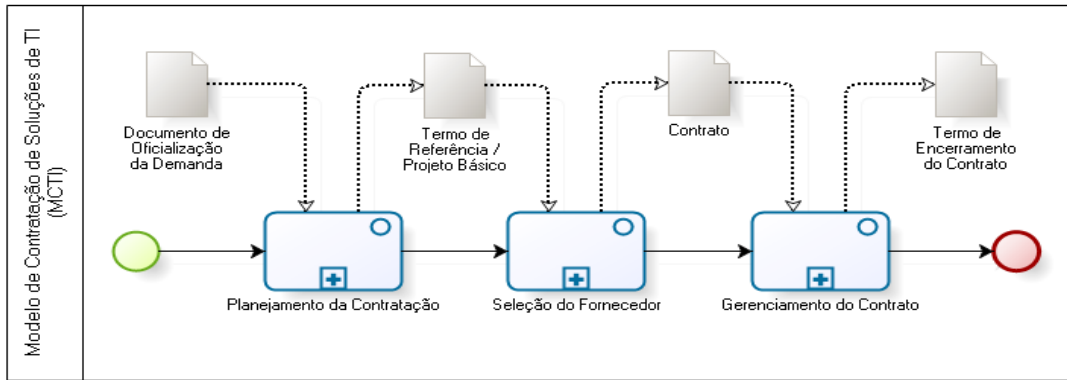 Modelo de Contratação de Soluções de TI
(MCTI)
Documento de
Oficialização
da Demanda
Termo de
Referência /
Projeto Básico
Contrato
Termo de
Encerramento
do Contrato
Planejamento da Contratação
Seleção do Fornecedor
Gerenciamento do Contrato